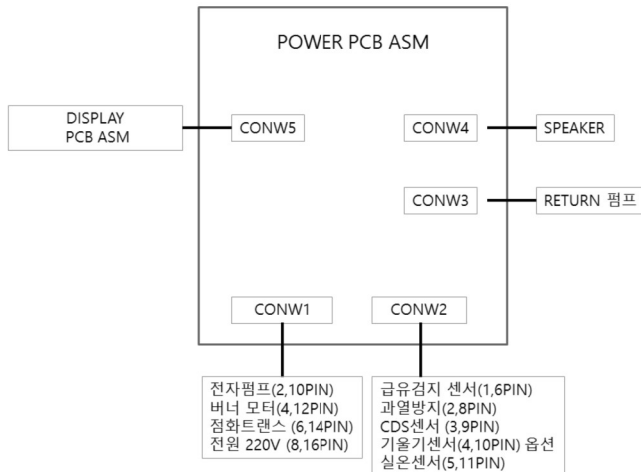 POWER PCB ASM
DISPLAY
PCB ASM
CONW5
CONW4
SPEAKER
CONW3
RETURN 펌프
CONW1
CONW2
전자펌프(2,10PIN)
버너 모터(4,12PIN)
점화트랜스 (6,14PIN)
전원 220V (8,16PIN)
급유검지 센서(1,6PIN)
과열방지(2,8PIN)
CDS센서 (3,9PIN)
기울기센서(4,10PIN) 옵션
실온센서(5,11PIN)